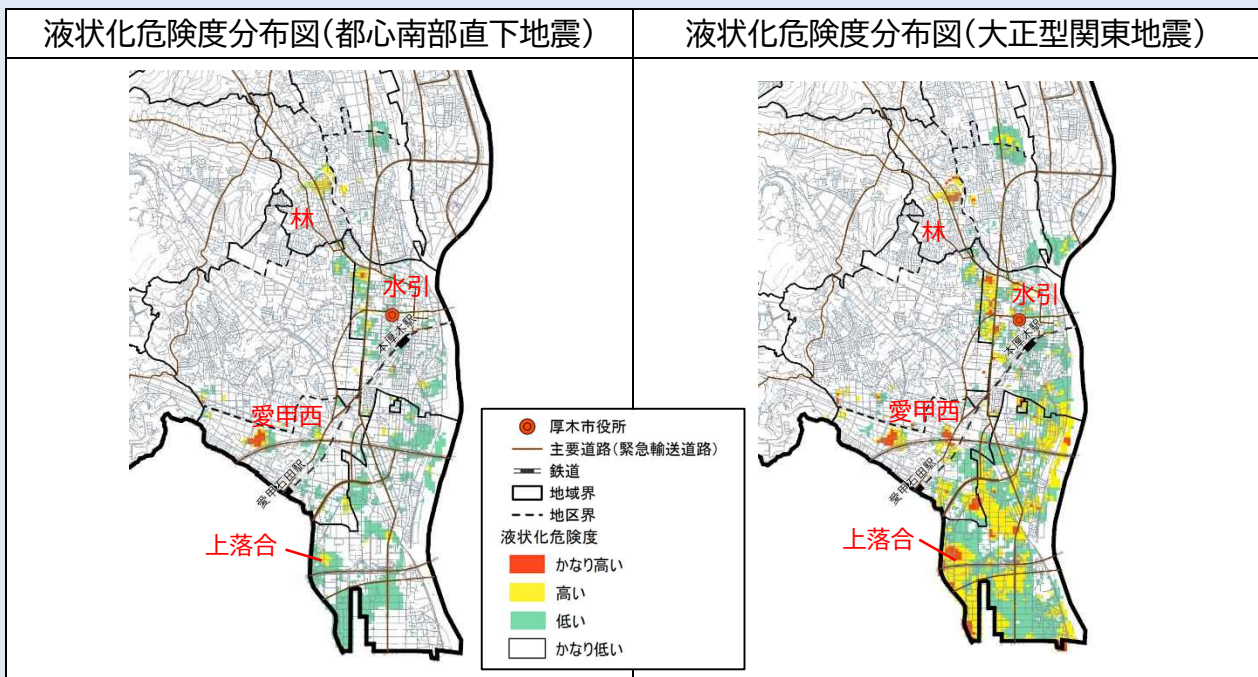 液状化危険度分布図(都心南部直下地震)
液状化危険度分布図(大正型関東地震)
林
水引
本厚木駅
愛甲西
愛甲石田駅
上落合
林
水引
本厚木駅
愛甲西
愛甲石田駅
上落合
厚木市役所
主要道路(緊急輸送道路)
鉄道
地域界
地区界
液状化危険度
かなり高い
高い
低い
かなり低い